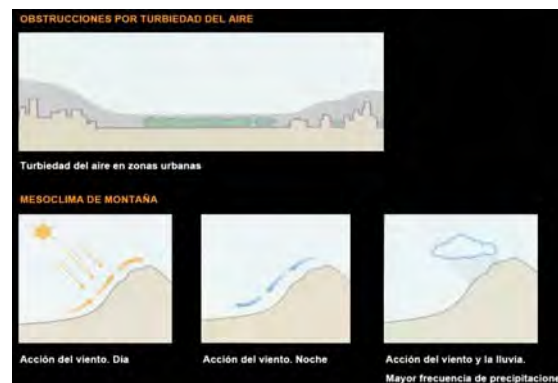 OBSTRUCCIONES POR TURBIEDAD DEL AIRE
Turbiedad del aire en zonas urbanas
MESOCLIMA DE MONTAÑA
Acción del viento. Día
Acción del viento. Noche
Acción del viento y la lluvia.
Mayor frecuencia de precipitacione